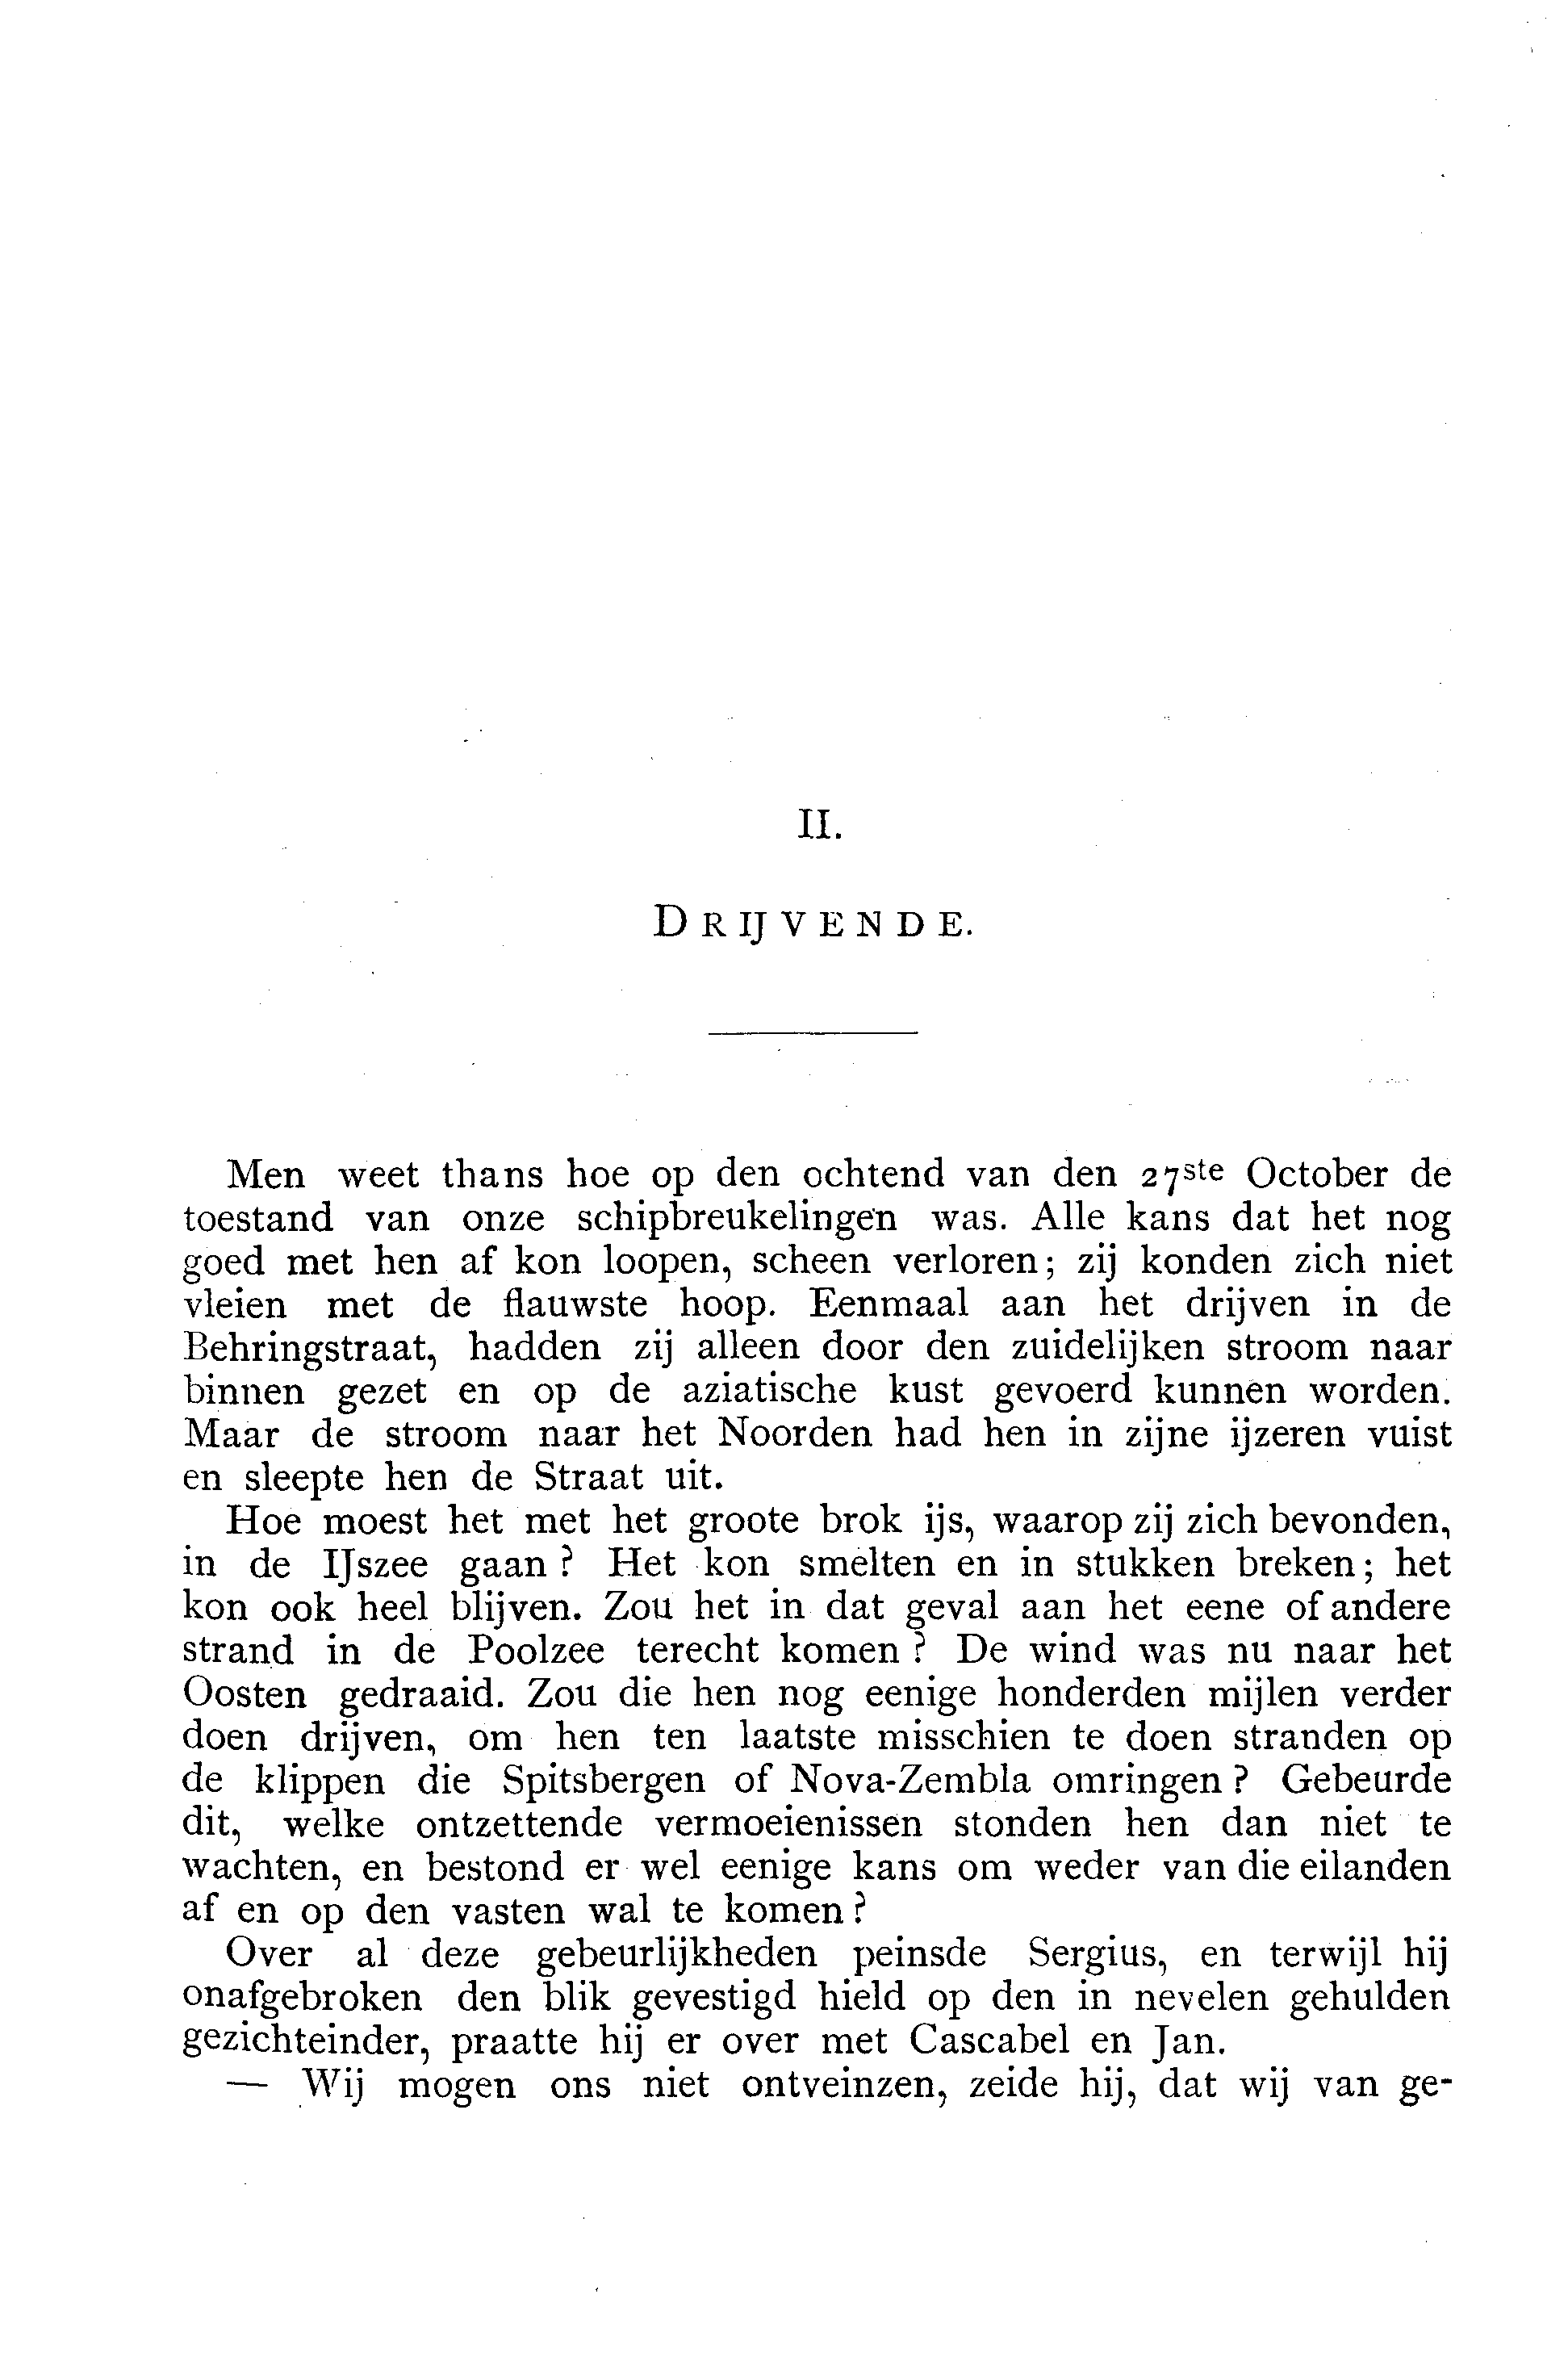 II.
DRIJVENDE.
Men weet thans hoe op den ochtend van den 27ste October de
toestand van onze schipbreukelingen was. Alle kans dat het nog
goed met hen af kon loopen, scheen verloren; zij konden zich niet
vleien met de flauwste hoop. Eenmaal aan het drijven in de
Behringstraat, hadden zij alleen door den zuidelijken stroom naar
binnen gezet en op de aziatische kust gevoerd kunnen worden.
Maar de stroom naar het Noorden had hen in zijne ijzeren vuist
en sleepte hen de Straat uit.
Hoe moest het met het groote brok ijs, waarop zij zich bevonden,
in de IJszee gaan? Het kon smelten en in stukken breken; het
kon ook heel blijven. Zou het in dat geval aan het eene of andere
strand in de Poolzee terecht komen? De wind was nu naar het
Oosten gedraaid. Zou die hen nog eenige honderden mijlen verder
doen drijven, om hen ten laatste misschien te doen stranden op
de klippen die Spitsbergen of Nova-Zembla omringen? Gebeurde
dit, welke ontzettende vermoeienissen stonden hen dan niet te
wachten, en bestond er wel eenige kans om weder van die eilanden
af en op den vasten wal te komen?
Over al deze gebeurlijkheden peinsde Sergius, en terwijl hij
onafgebroken den blik gevestigd hield op den in nevelen gehulden
gezichteinder, praatte hij er over met Cascabel en Jan.
— Wij mogen ons niet ontveinzen, zeide hij, dat wij van ge-